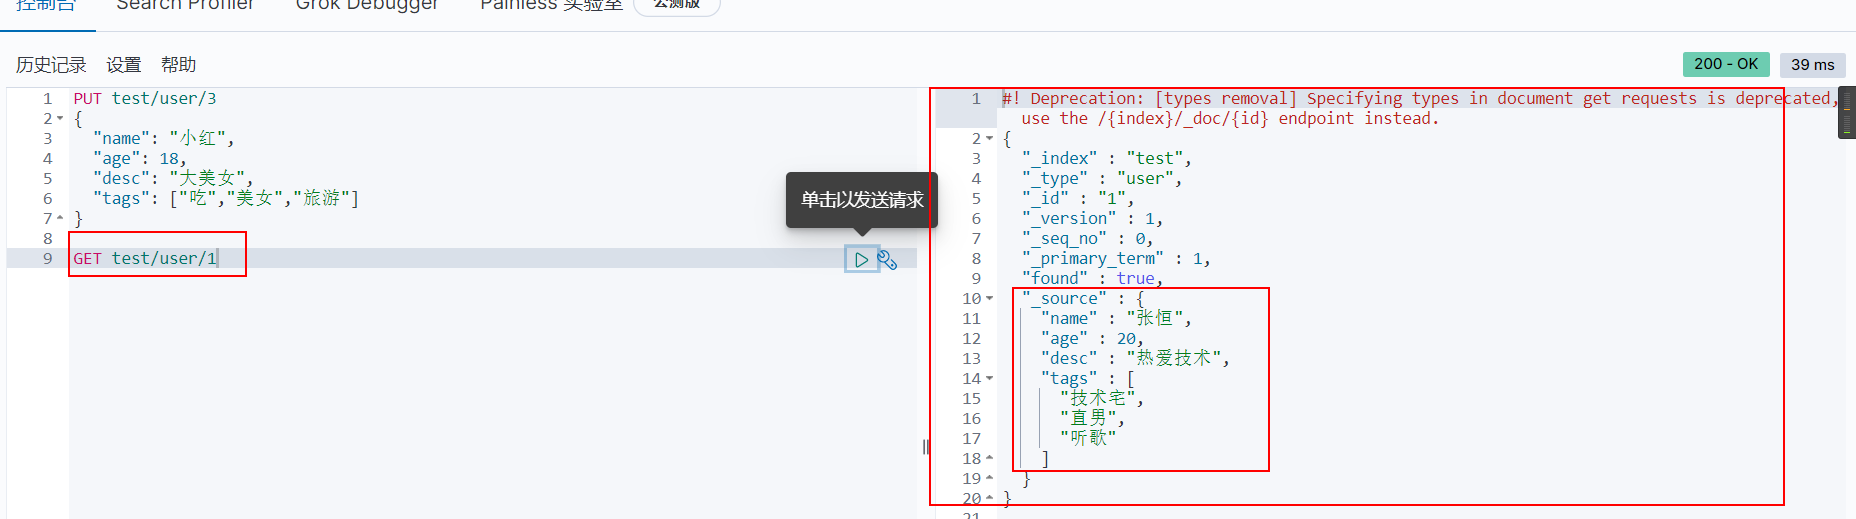 控制台 Search Profiler Grok Debugger Painless 实验室 公测版
历史记录 设置 帮助
200 - OK 39 ms
1 PUT test/user/3
2 {
3 "name": "小红",
4 "age": 18,
5 "desc": "大美女",
6 "tags": ["吃","美女","旅游"]
7 }
8
9 GET test/user/1
单击以发送请求
1 #! Deprecation: [types removal] Specifying types in document get requests is deprecated,
use the /{index}/_doc/{id} endpoint instead.
2 {
3 "_index" : "test",
4 "_type" : "user",
5 "_id" : "1",
6 "_version" : 1,
7 "_seq_no" : 0,
8 "_primary_term" : 1,
9 "found" : true,
10 "_source" : {
11 "name" : "张恒",
12 "age" : 20,
13 "desc" : "热爱技术",
14 "tags" : [
15 "技术宅",
16 "直男",
17 "听歌"
18 ]
19 }
20 }
21